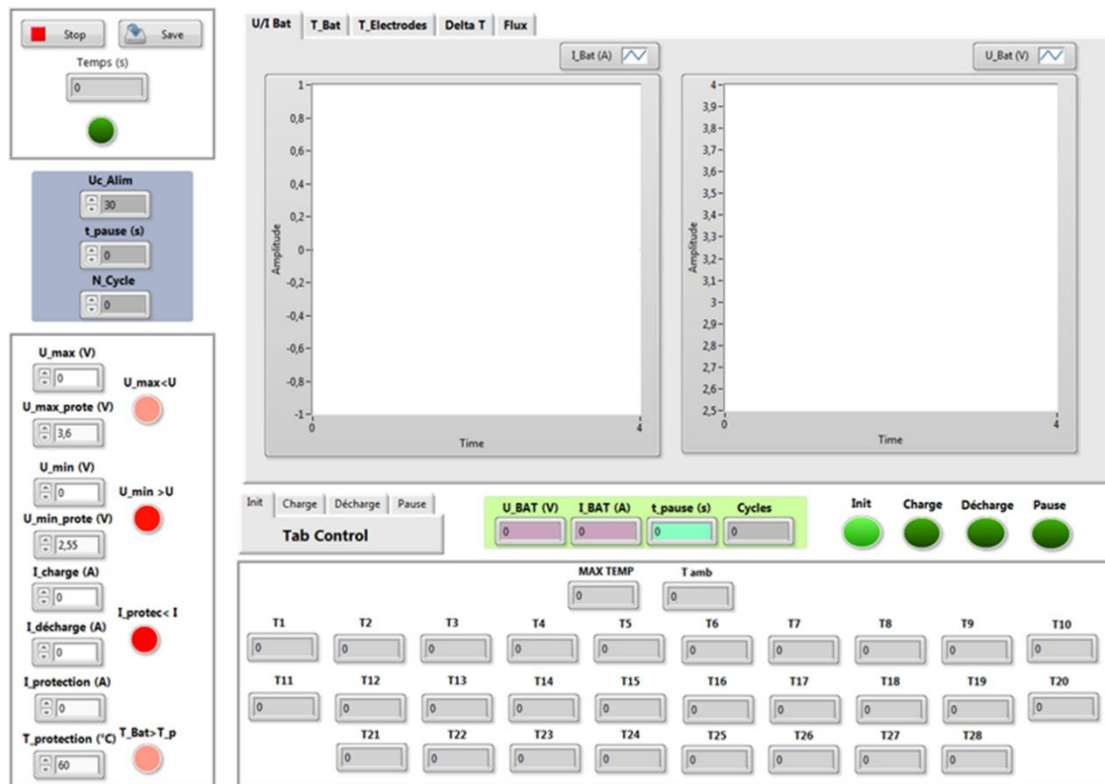 Stop Save
Temps (s)
0
Uc_Alim
30
t_pause (s)
0
N_Cycle
0
U_max (V)
0
U_max<U
U_max_prote (V)
3,6
U_min (V)
0
U_min >U
U_min_prote (V)
2,55
I_charge (A)
0
I_protec< I
I_décharge (A)
0
I_protection (A)
0
T_protection (°C) T_Bat>T_p
60
U/I Bat T_Bat T_Electrodes Delta T Flux
I_Bat (A)
1
0,8
0,6
0,4
0,2
0
-0,2
-0,4
-0,6
-0,8
-1
Amplitude
0 4
Time
U_Bat (V)
4
3,9
3,8
3,7
3,6
3,5
3,4
3,3
3,2
3,1
3
2,9
2,8
2,7
2,6
2,5
Amplitude
0 4
Time
Init Charge Décharge Pause
Tab Control
U_BAT (V) I_BAT (A) t_pause (s) Cycles
0 0 0 0
Init Charge Décharge Pause
MAX TEMP T amb
0 0
T1 T2 T3 T4 T5 T6 T7 T8 T9 T10
0 0 0 0 0 0 0 0 0 0
T11 T12 T13 T14 T15 T16 T17 T18 T19 T20
0 0 0 0 0 0 0 0 0 0
T21 T22 T23 T24 T25 T26 T27 T28
0 0 0 0 0 0 0 0